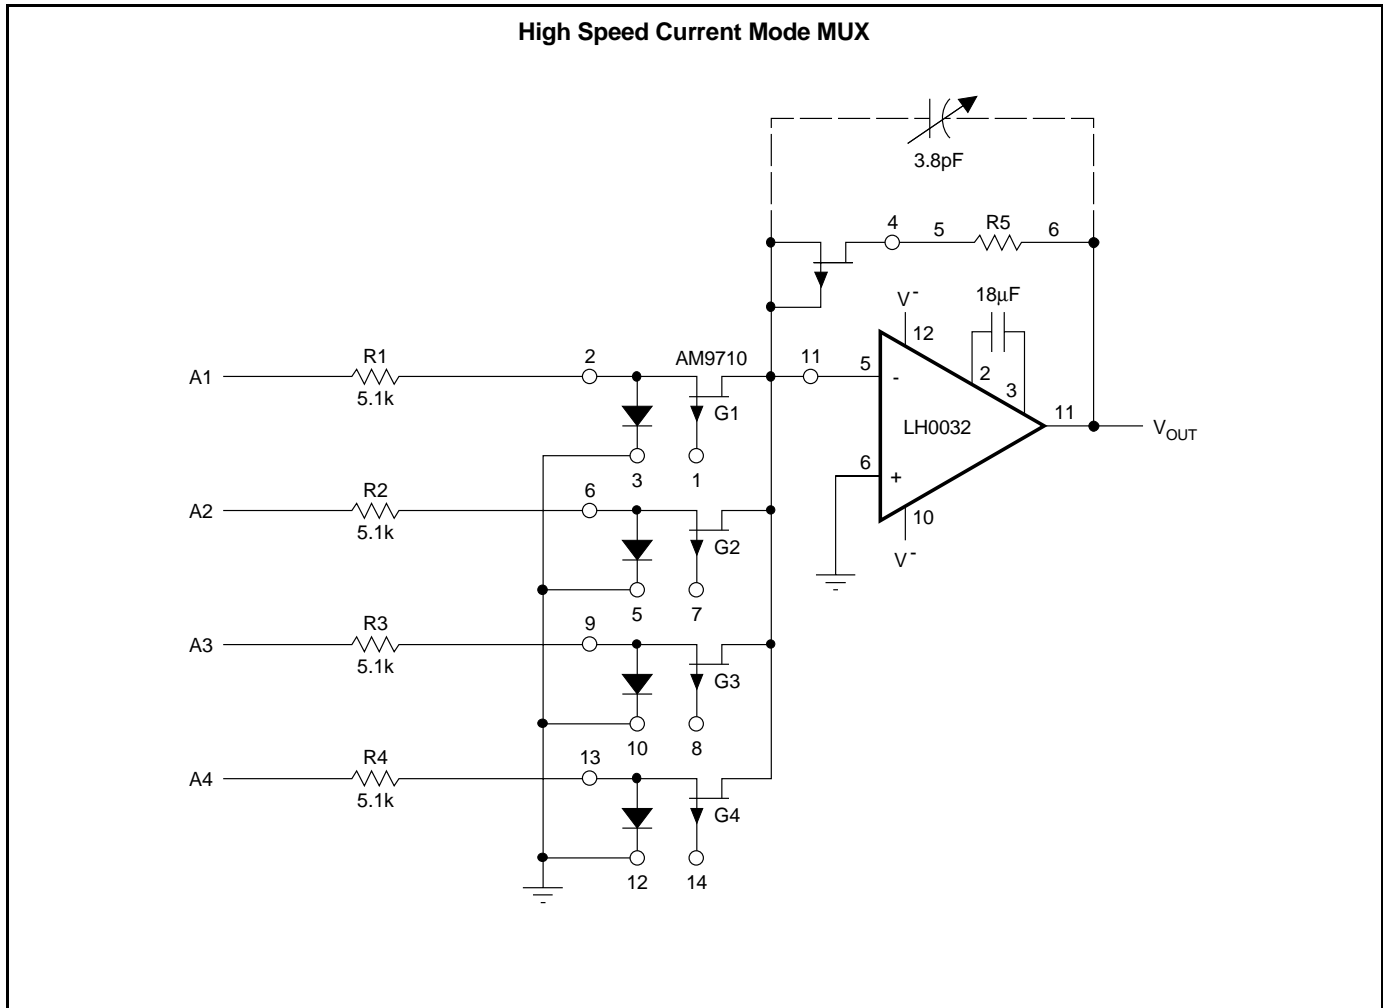 High Speed Current Mode MUX
3.8pF
4
5
R5
6
V-
18μF
12
2
3
A1
R1
5.1k
2
AM9710
11
5
-
LH0032
11
VOUT
G1
3
1
6
+
10
V-
A2
R2
5.1k
6
G2
5
7
A3
R3
5.1k
9
G3
10
8
A4
R4
5.1k
13
G4
12
14